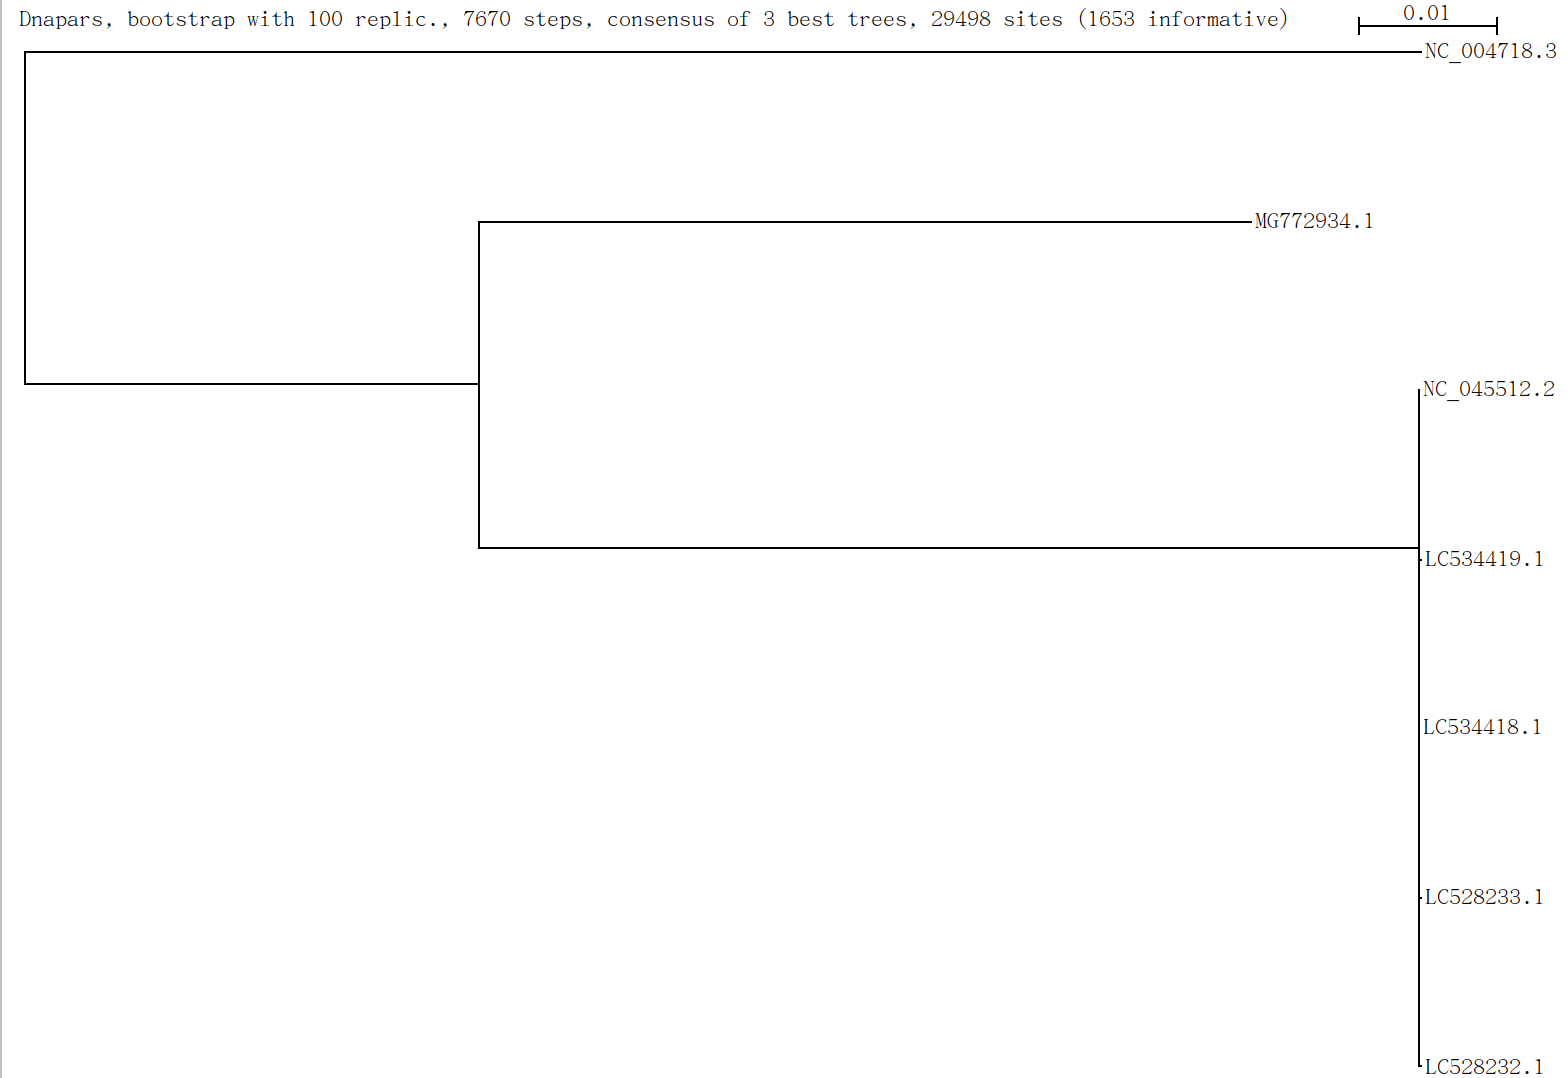 Dnapars, bootstrap with 100 replic., 7670 steps, consensus of 3 best trees, 29498 sites (1653 informative)
0.01
NC_004718.3
MG772934.1
NC_045512.2
LC534419.1
LC534418.1
LC528233.1
LC528232.1